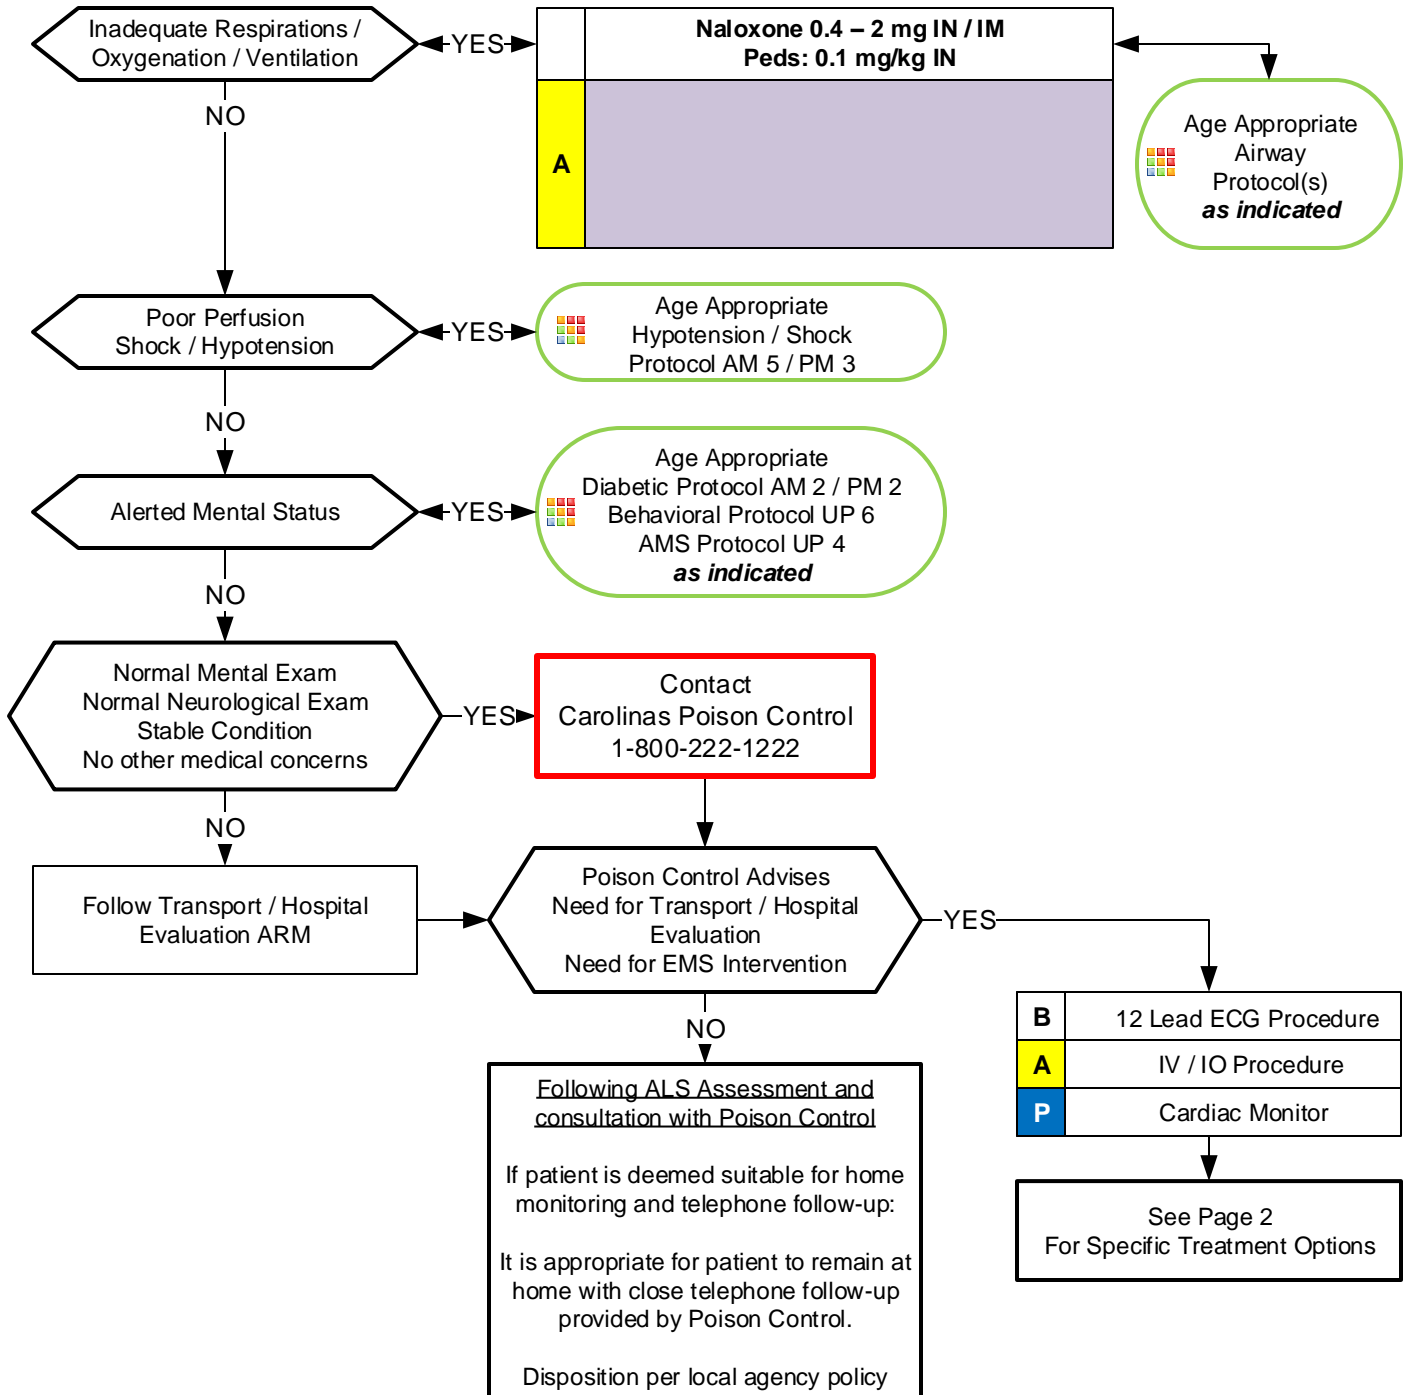 Inadequate Respirations /
Oxygenation / Ventilation
YES
Naloxone 0.4 – 2 mg IN / IM
Peds: 0.1 mg/kg IN
A
Age Appropriate
Airway
Protocol(s)
as indicated
NO
Poor Perfusion
Shock / Hypotension
YES
Age Appropriate
Hypotension / Shock
Protocol AM 5 / PM 3
NO
Alerted Mental Status
YES
Age Appropriate
Diabetic Protocol AM 2 / PM 2
Behavioral Protocol UP 6
AMS Protocol UP 4
as indicated
NO
Normal Mental Exam
Normal Neurological Exam
Stable Condition
No other medical concerns
YES
Contact
Carolinas Poison Control
1-800-222-1222
NO
Follow Transport / Hospital
Evaluation ARM
Poison Control Advises
Need for Transport / Hospital
Evaluation
Need for EMS Intervention
YES
B
12 Lead ECG Procedure
A
IV / IO Procedure
P
Cardiac Monitor
See Page 2
For Specific Treatment Options
NO
Following ALS Assessment and
consultation with Poison Control
If patient is deemed suitable for home
monitoring and telephone follow-up:
It is appropriate for patient to remain at
home with close telephone follow-up
provided by Poison Control.
Disposition per local agency policy